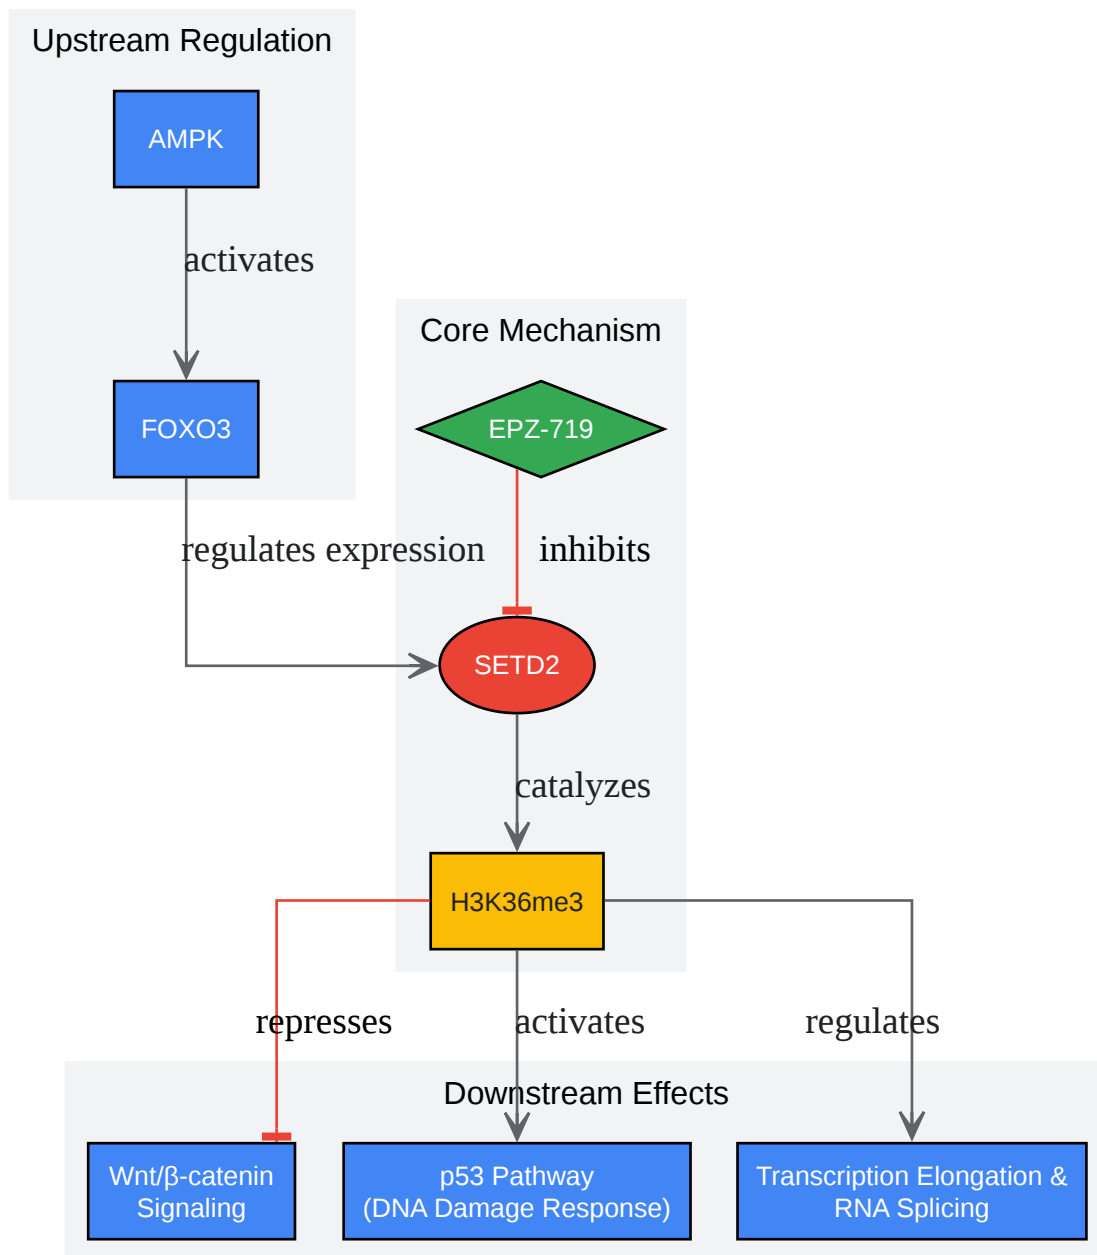 Upstream Regulation
AMPK
activates
FOXO3
regulates expression
Core Mechanism
EPZ-719
inhibits
SETD2
catalyzes
H3K36me3
represses
activates
regulates
Downstream Effects
Wnt/β-catenin
Signaling
p53 Pathway
(DNA Damage Response)
Transcription Elongation &
RNA Splicing